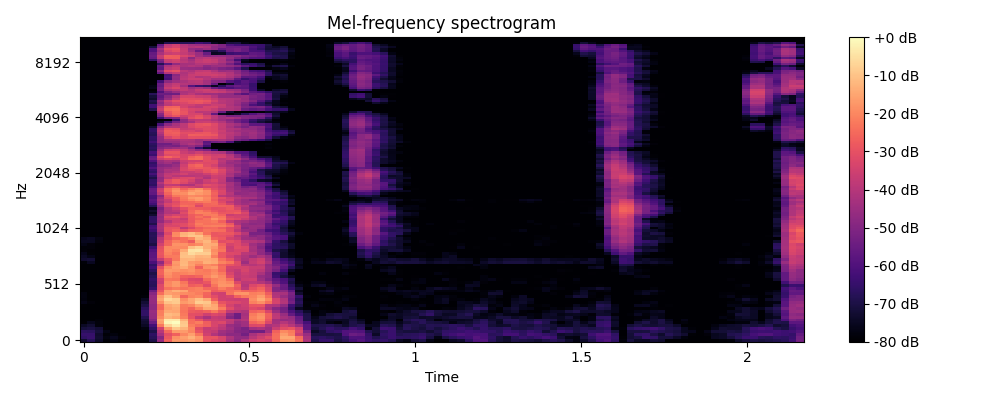 Mel-frequency spectrogram
Hz
8192
4096
2048
1024
512
0
0 0.5 1 1.5 2
Time
+0 dB
-10 dB
-20 dB
-30 dB
-40 dB
-50 dB
-60 dB
-70 dB
-80 dB